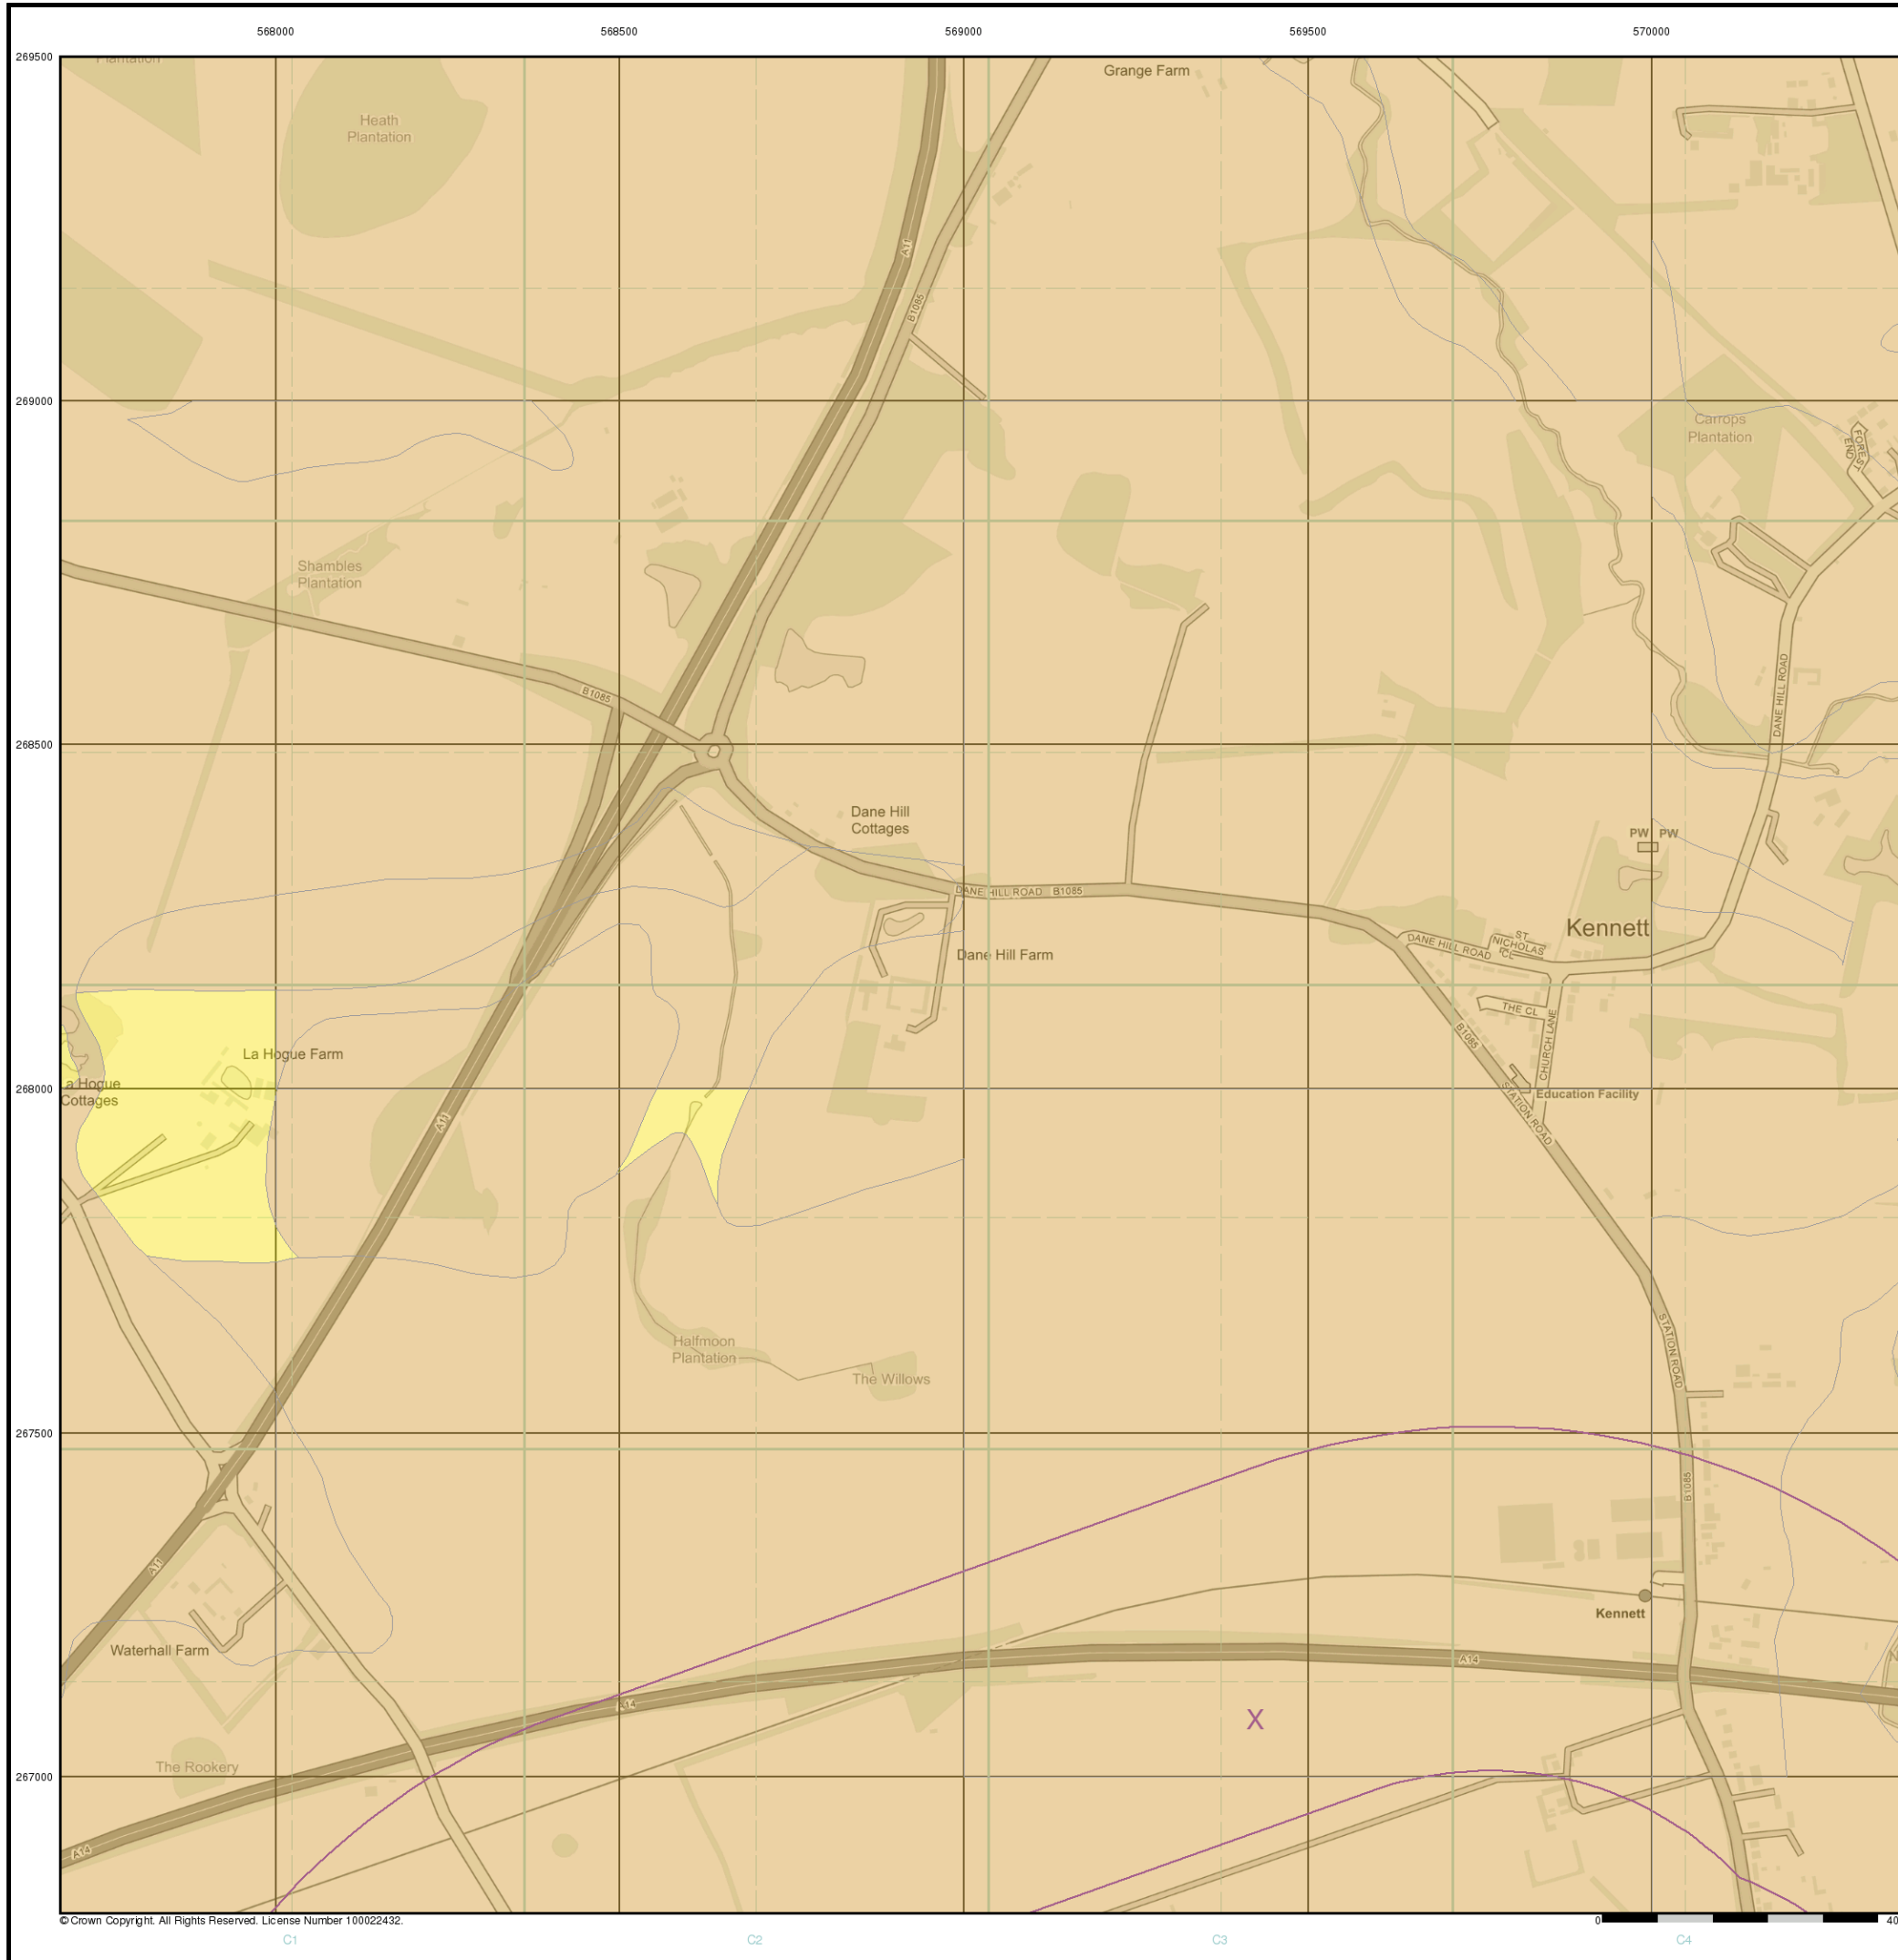 568000
568500
569000
569500
570000
269500
Plantation
Grange Farm
Heath
Plantation
A11
B1085
269000
Carrops
Plantation
FOREST
END
Shambles
Plantation
DANE HILL ROAD
B1085
268500
Dane Hill
Cottages
PW
PW
DANE HILL ROAD
B1085
Kennett
ST
NICHOLAS
CL
DANE HILL ROAD
Dane Hill Farm
THE CL
B1085
CHURCH LANE
La Hogue Farm
a Hogue
Cottages
268000
Education Facility
STATION ROAD
A11
STATION ROAD
Halfmoon
Plantation
The Willows
267500
B1085
A11
Kennett
Waterhall Farm
A14
A14
X
The Rookery
267000
A14
© Crown Copyright. All Rights Reserved. License Number 100022432.
0
40
C1
C2
C3
C4